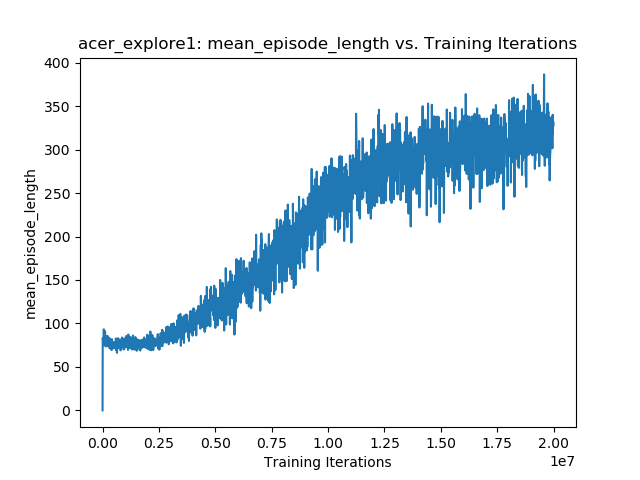 acer_explore1: mean_episode_length vs. Training Iterations
400
350
300
250
200
150
100
50
0
mean_episode_length
0.00 0.25 0.50 0.75 1.00 1.25 1.50 1.75 2.00
1e7
Training Iterations